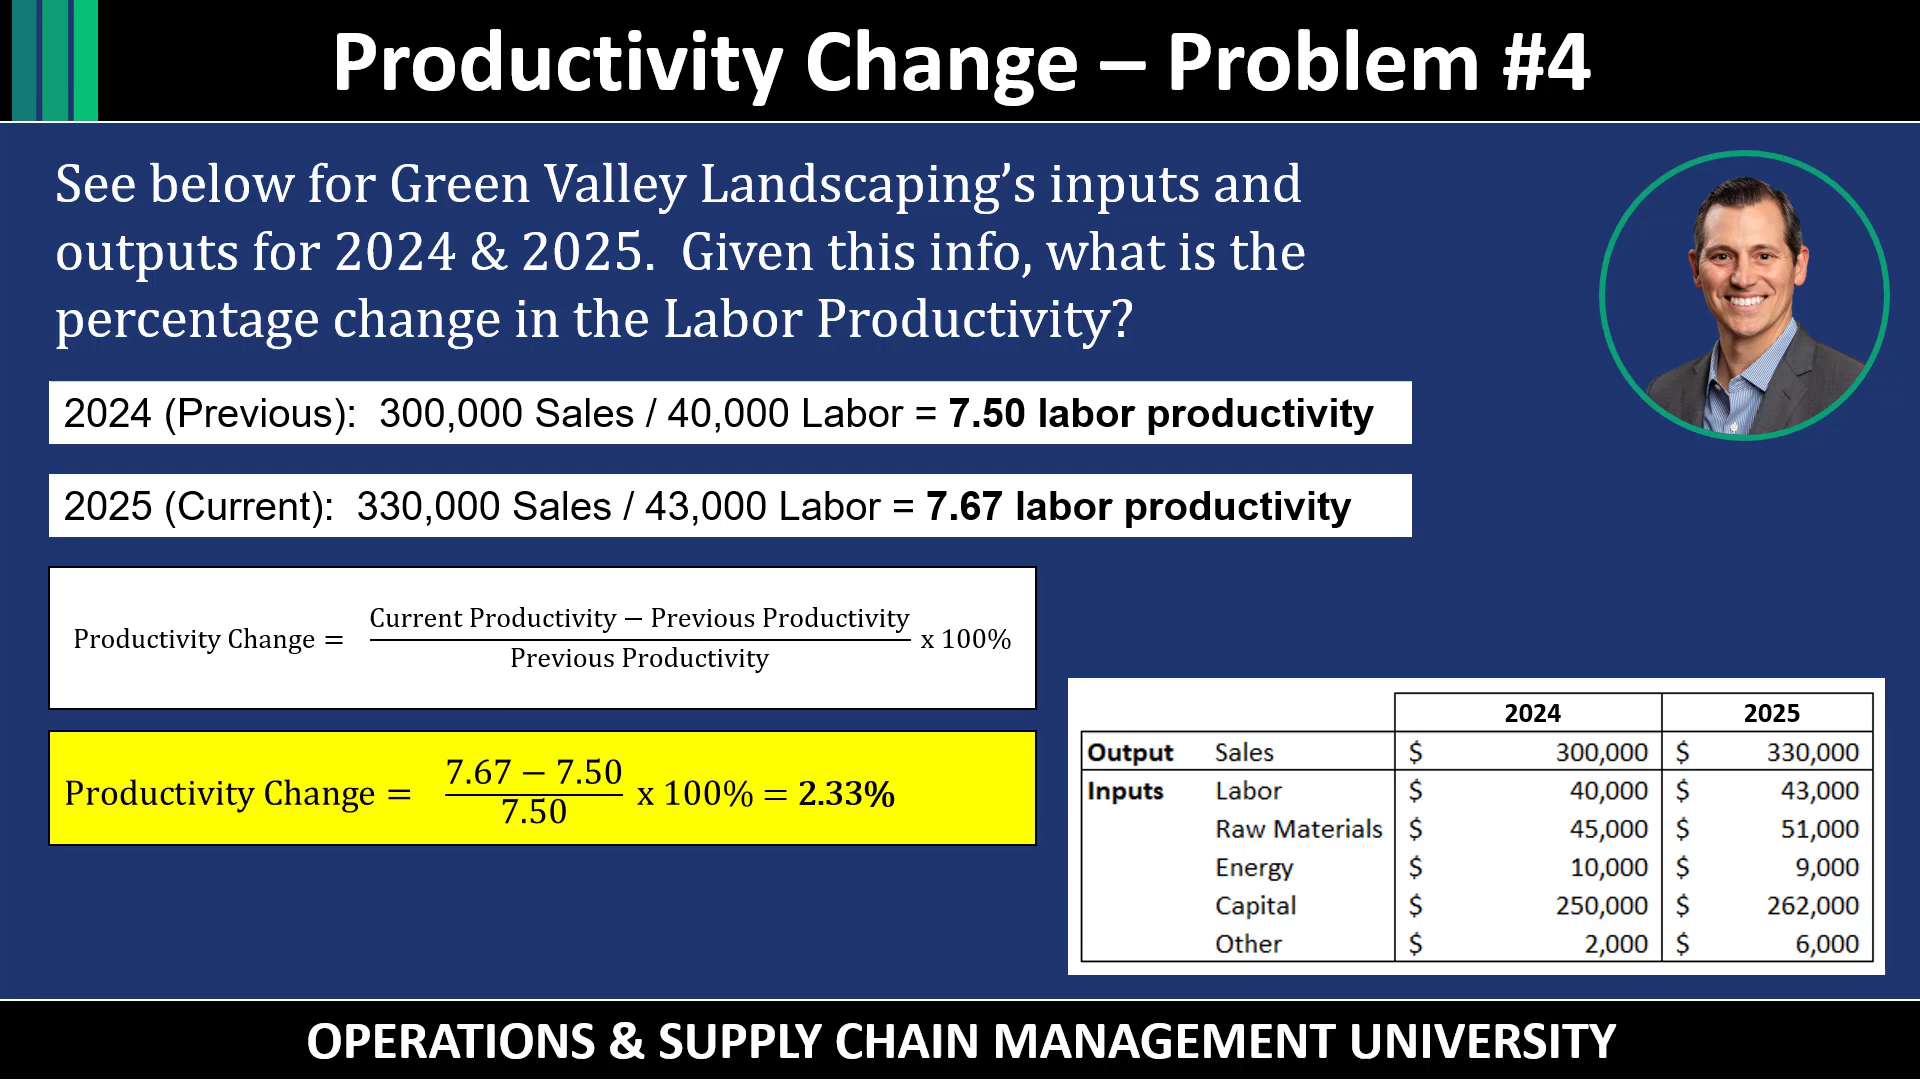 Productivity Change – Problem #4
See below for Green Valley Landscaping’s inputs and
outputs for 2024 & 2025.  Given this info, what is the
percentage change in the Labor Productivity?
2024 (Previous):  300,000 Sales / 40,000 Labor = 7.50 labor productivity
2025 (Current):  330,000 Sales / 43,000 Labor = 7.67 labor productivity
Productivity Change = (Current Productivity − Previous Productivity) / Previous Productivity x 100%
Productivity Change = (7.67 − 7.50) / 7.50 x 100% = 2.33%
2024 2025
Output Sales $ 300,000 $ 330,000
Inputs Labor $ 40,000 $ 43,000
Raw Materials $ 45,000 $ 51,000
Energy $ 10,000 $ 9,000
Capital $ 250,000 $ 262,000
Other $ 2,000 $ 6,000
OPERATIONS & SUPPLY CHAIN MANAGEMENT UNIVERSITY